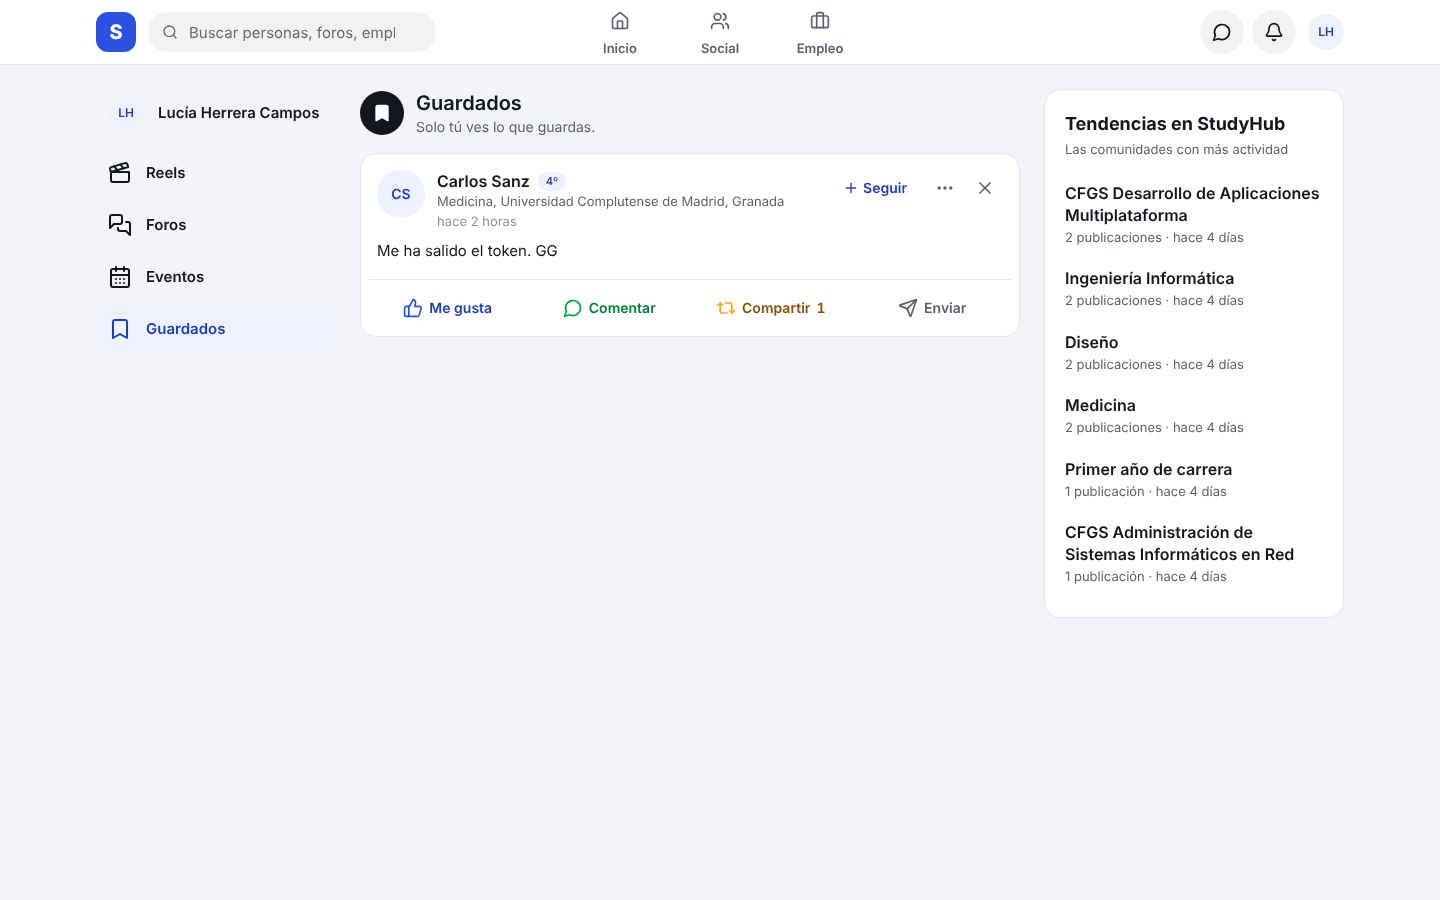 S
Buscar personas, foros, empl
Inicio
Social
Empleo
LH
LH
Lucía Herrera Campos
Reels
Foros
Eventos
Guardados
Guardados
Solo tú ves lo que guardas.
CS
Carlos Sanz 4º
Medicina, Universidad Complutense de Madrid, Granada
hace 2 horas
+ Seguir
Me ha salido el token. GG
Me gusta
Comentar
Compartir 1
Enviar
Tendencias en StudyHub
Las comunidades con más actividad
CFGS Desarrollo de Aplicaciones
Multiplataforma
2 publicaciones · hace 4 días
Ingeniería Informática
2 publicaciones · hace 4 días
Diseño
2 publicaciones · hace 4 días
Medicina
2 publicaciones · hace 4 días
Primer año de carrera
1 publicación · hace 4 días
CFGS Administración de
Sistemas Informáticos en Red
1 publicación · hace 4 días